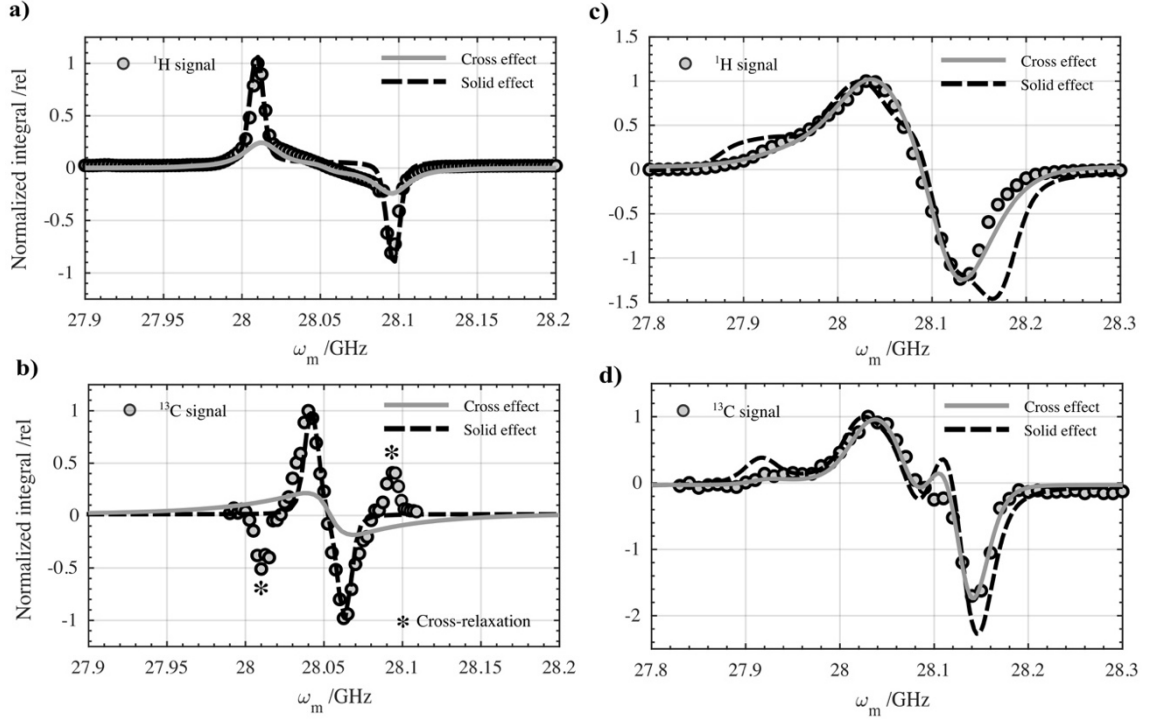 a)
Normalized integral /rel
1
0.5
0
-0.5
-1
¹H signal
Cross effect
Solid effect
27.9 27.95 28 28.05 28.1 28.15 28.2
ω_m /GHz
c)
1.5
1
0.5
0
-0.5
-1
-1.5
¹H signal
Cross effect
Solid effect
27.8 27.9 28 28.1 28.2 28.3
ω_m /GHz
b)
Normalized integral /rel
1
0.5
0
-0.5
-1
¹³C signal
Cross effect
Solid effect
*
*
* Cross-relaxation
27.9 27.95 28 28.05 28.1 28.15 28.2
ω_m /GHz
d)
1
0
-1
-2
¹³C signal
Cross effect
Solid effect
27.8 27.9 28 28.1 28.2 28.3
ω_m /GHz